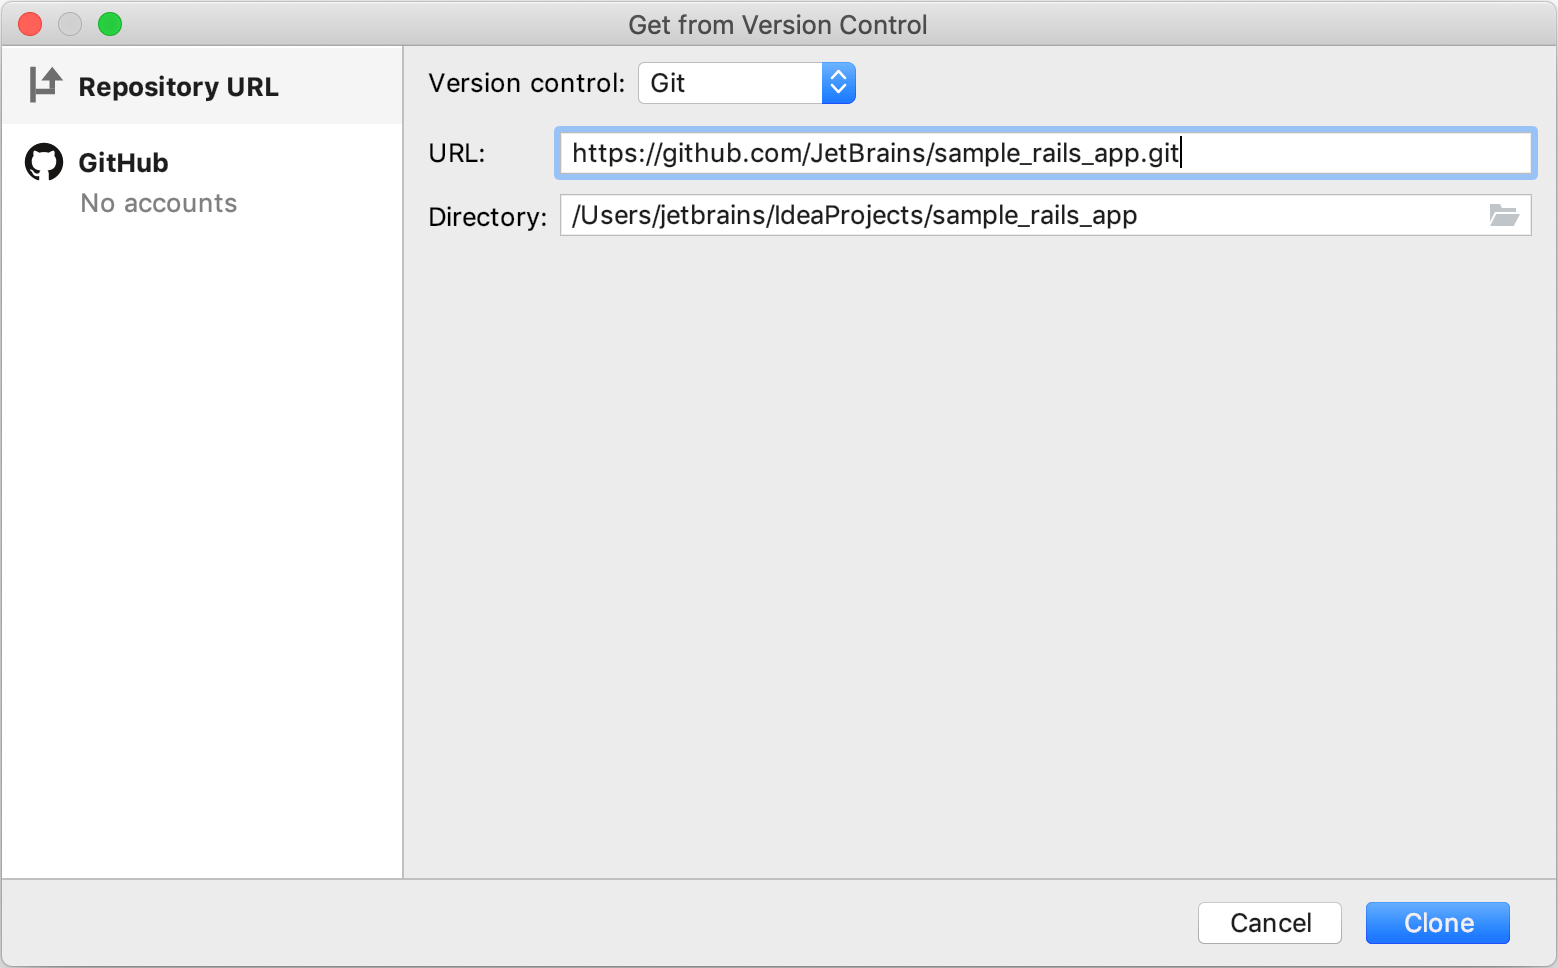 Get from Version Control
Repository URL
GitHub
No accounts
Version control: Git
URL: https://github.com/JetBrains/sample_rails_app.git
Directory: /Users/jetbrains/IdeaProjects/sample_rails_app
Cancel Clone